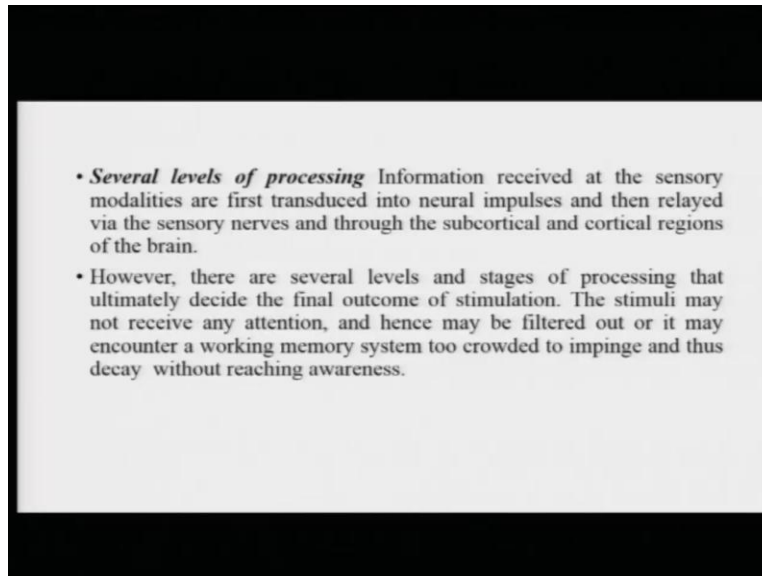 • Several levels of processing Information received at the sensory
modalities are first transduced into neural impulses and then relayed
via the sensory nerves and through the subcortical and cortical regions
of the brain.
• However, there are several levels and stages of processing that
ultimately decide the final outcome of stimulation. The stimuli may
not receive any attention, and hence may be filtered out or it may
encounter a working memory system too crowded to impinge and thus
decay without reaching awareness.